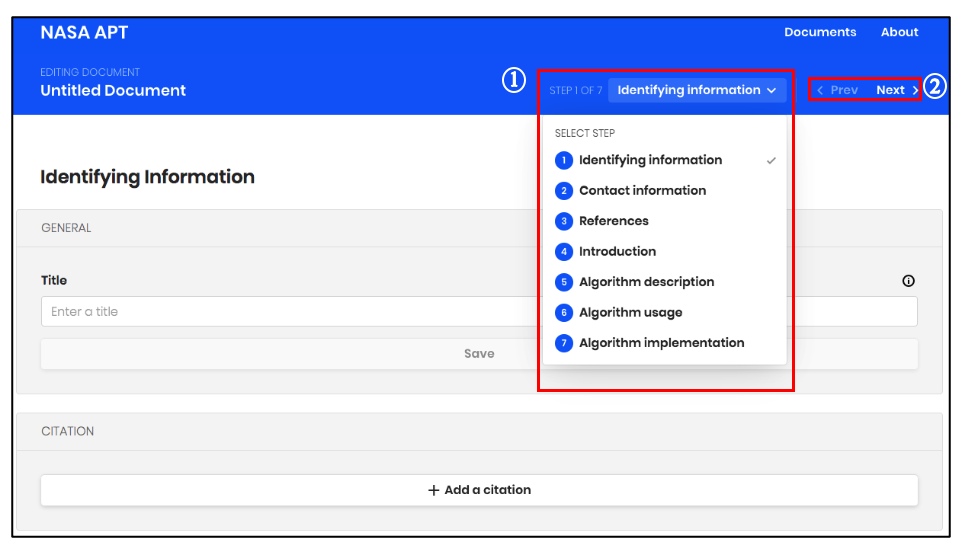 NASA APT
Documents About
EDITING DOCUMENT
Untitled Document
① STEP 1 OF 7 Identifying information
Prev Next ②
SELECT STEP
1 Identifying information
2 Contact information
3 References
4 Introduction
5 Algorithm description
6 Algorithm usage
7 Algorithm implementation
Identifying Information
GENERAL
Title
Enter a title
Save
CITATION
+ Add a citation